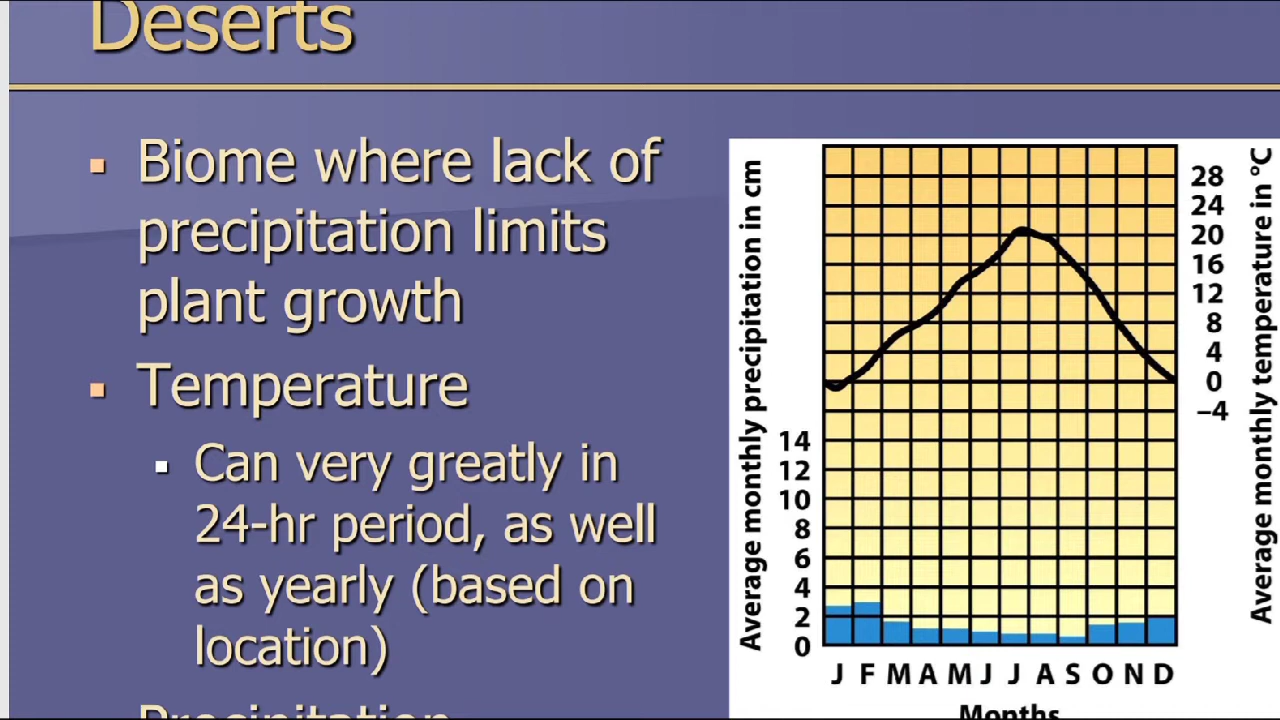 Deserts
Biome where lack of
precipitation limits
plant growth
Temperature
Can very greatly in
24-hr period, as well
as yearly (based on
location)
Precipitation
Average monthly precipitation in cm
14
12
10
8
6
4
2
0
28
24
20
16
12
8
4
0
–4
Average monthly temperature in °C
J F M A M J J A S O N D
Months